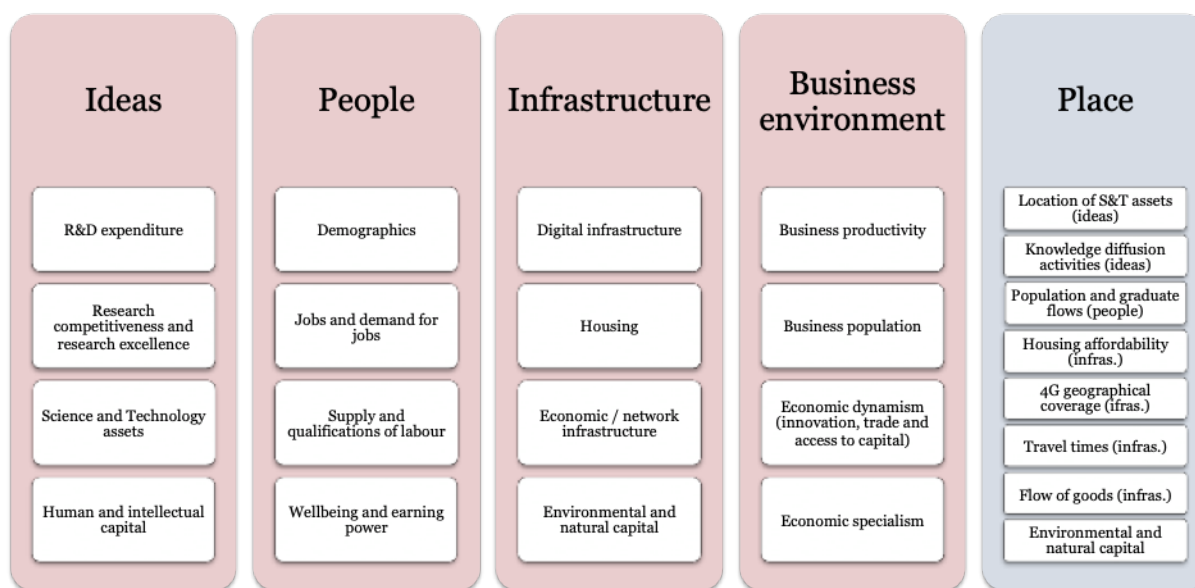 Ideas
R&D expenditure
Research
competitiveness and
research excellence
Science and Technology
assets
Human and intellectual
capital
People
Demographics
Jobs and demand for
jobs
Supply and
qualifications of labour
Wellbeing and earning
power
Infrastructure
Digital infrastructure
Housing
Economic / network
infrastructure
Environmental and
natural capital
Business
environment
Business productivity
Business population
Economic dynamism
(innovation, trade and
access to capital)
Economic specialism
Place
Location of S&T assets
(ideas)
Knowledge diffusion
activities (ideas)
Population and graduate
flows (people)
Housing affordability
(infras.)
4G geographical
coverage (ifras.)
Travel times (infras.)
Flow of goods (infras.)
Environmental and
natural capital